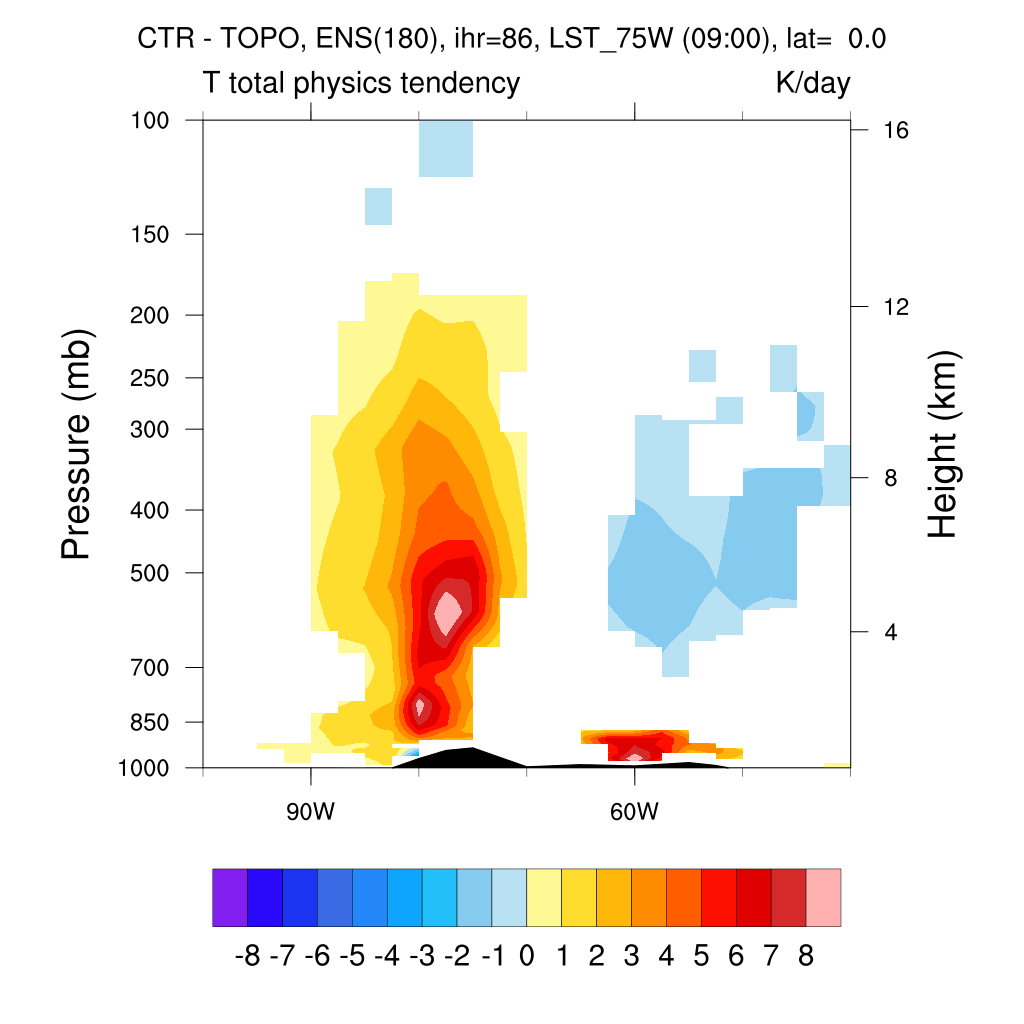 CTR - TOPO, ENS(180), ihr=86, LST_75W (09:00), lat=  0.0
T total physics tendency K/day
100
150
200
250
300
400
500
700
850
1000
Pressure (mb)
16
12
8
4
Height (km)
90W 60W
-8 -7 -6 -5 -4 -3 -2 -1 0 1 2 3 4 5 6 7 8